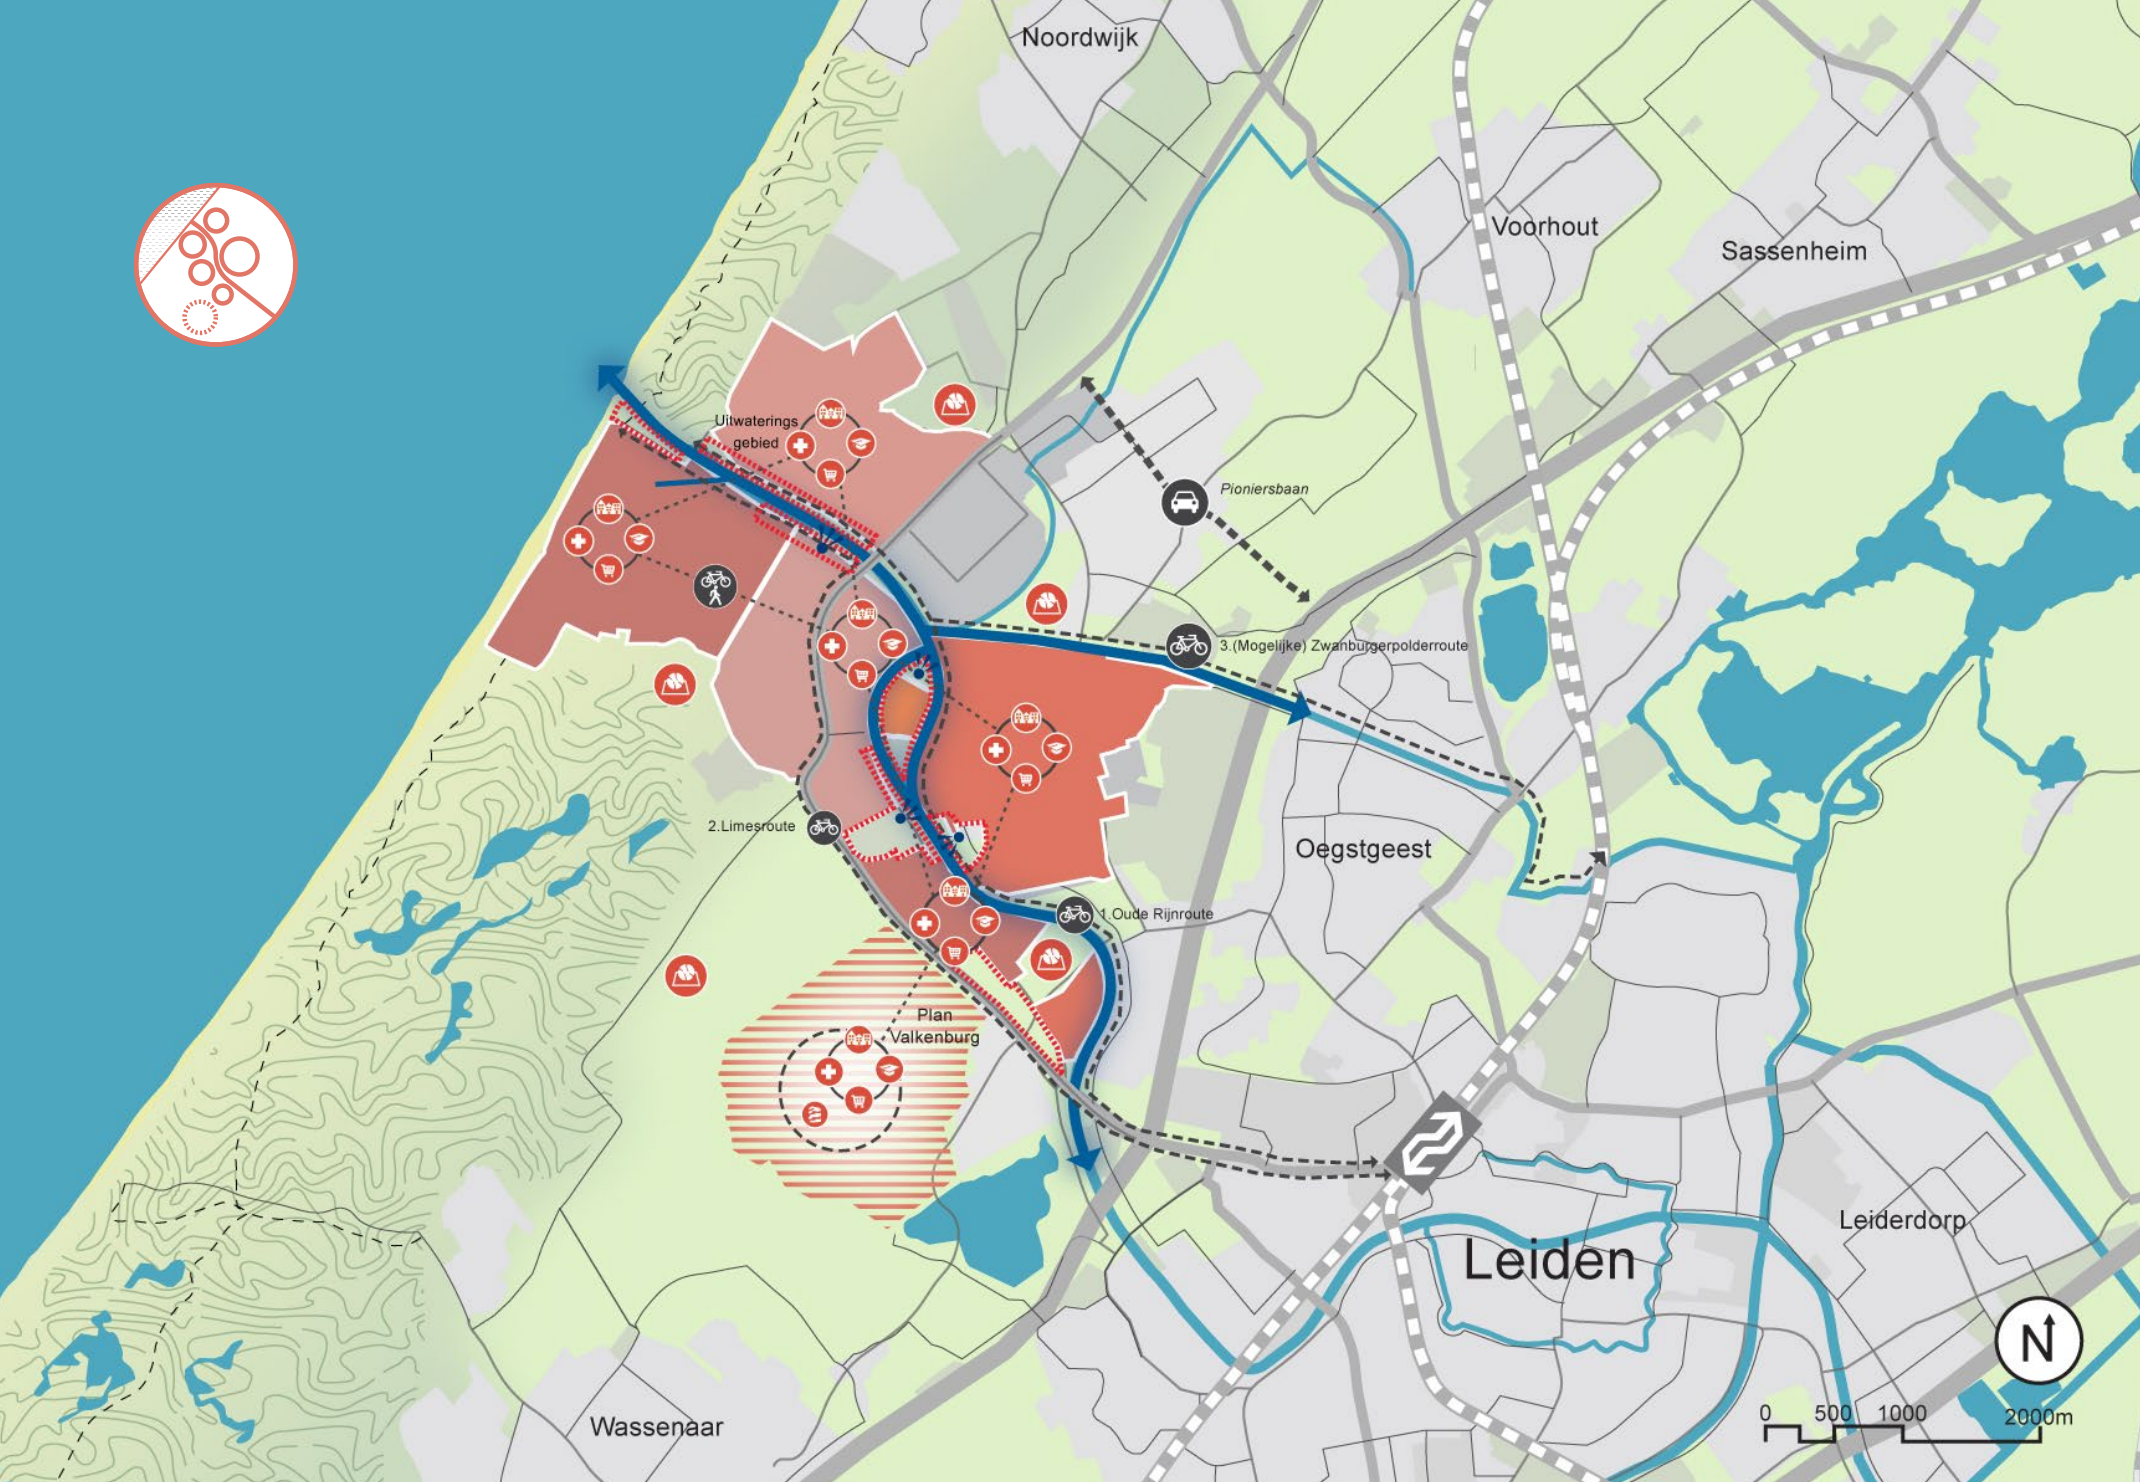 Noordwijk
Voorhout
Sassenheim
Uitwaterings
gebied
Pioniersbaan
3.(Mogelijke) Zwanburgerpolderroute
2.Limesroute
Oegstgeest
1.Oude Rijnroute
Plan
Valkenburg
Leiderdorp
Leiden
N
Wassenaar
0 500 1000 2000m